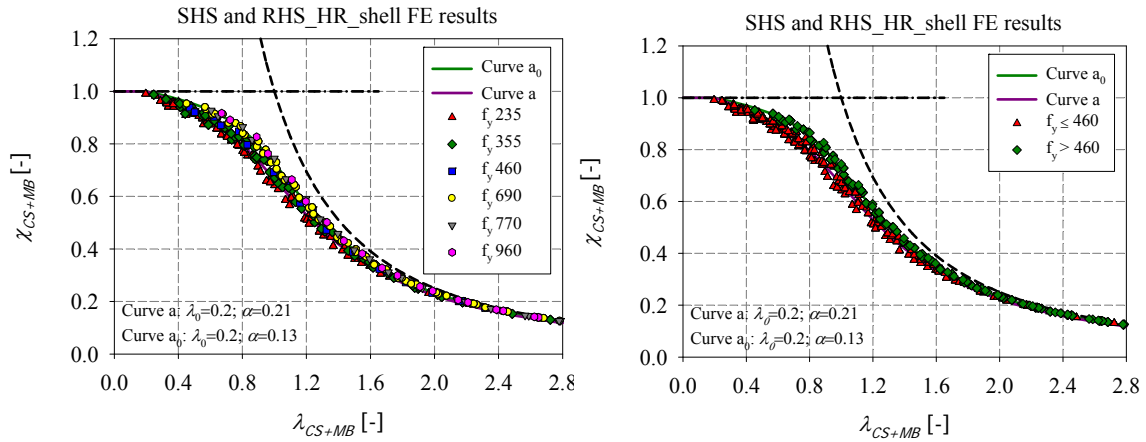 SHS and RHS_HR_shell FE results
1.2
1.0
0.8
0.6
0.4
0.2
0.0
χCS+MB [-]
Curve a0
Curve a
fy 235
fy 355
fy 460
fy 690
fy 770
fy 960
Curve a: λ0=0.2; α=0.21
Curve a0: λ0=0.2; α=0.13
0.0 0.4 0.8 1.2 1.6 2.0 2.4 2.8
λCS+MB [-]
SHS and RHS_HR_shell FE results
1.2
1.0
0.8
0.6
0.4
0.2
0.0
χCS+MB [-]
Curve a0
Curve a
fy ≤ 460
fy > 460
Curve a: λ0=0.2; α=0.21
Curve a0: λ0=0.2; α=0.13
0.0 0.4 0.8 1.2 1.6 2.0 2.4 2.8
λCS+MB [-]